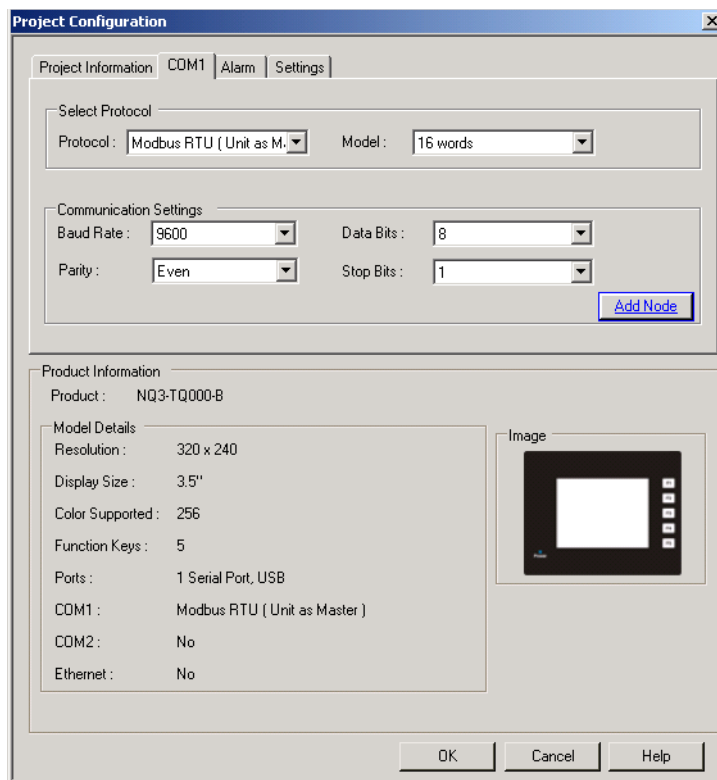 Project Configuration
Project Information COM1 Alarm Settings
Select Protocol
Protocol : Modbus RTU ( Unit as M. Model : 16 words
Communication Settings
Baud Rate : 9600 Data Bits : 8
Parity : Even Stop Bits : 1
Add Node
Product Information
Product : NQ3-TQ000-B
Model Details
Image
Resolution : 320 x 240
Display Size : 3.5''
Color Supported : 256
Function Keys : 5
Ports : 1 Serial Port, USB
COM1 : Modbus RTU ( Unit as Master )
COM2 : No
Ethernet : No
Power
OK Cancel Help